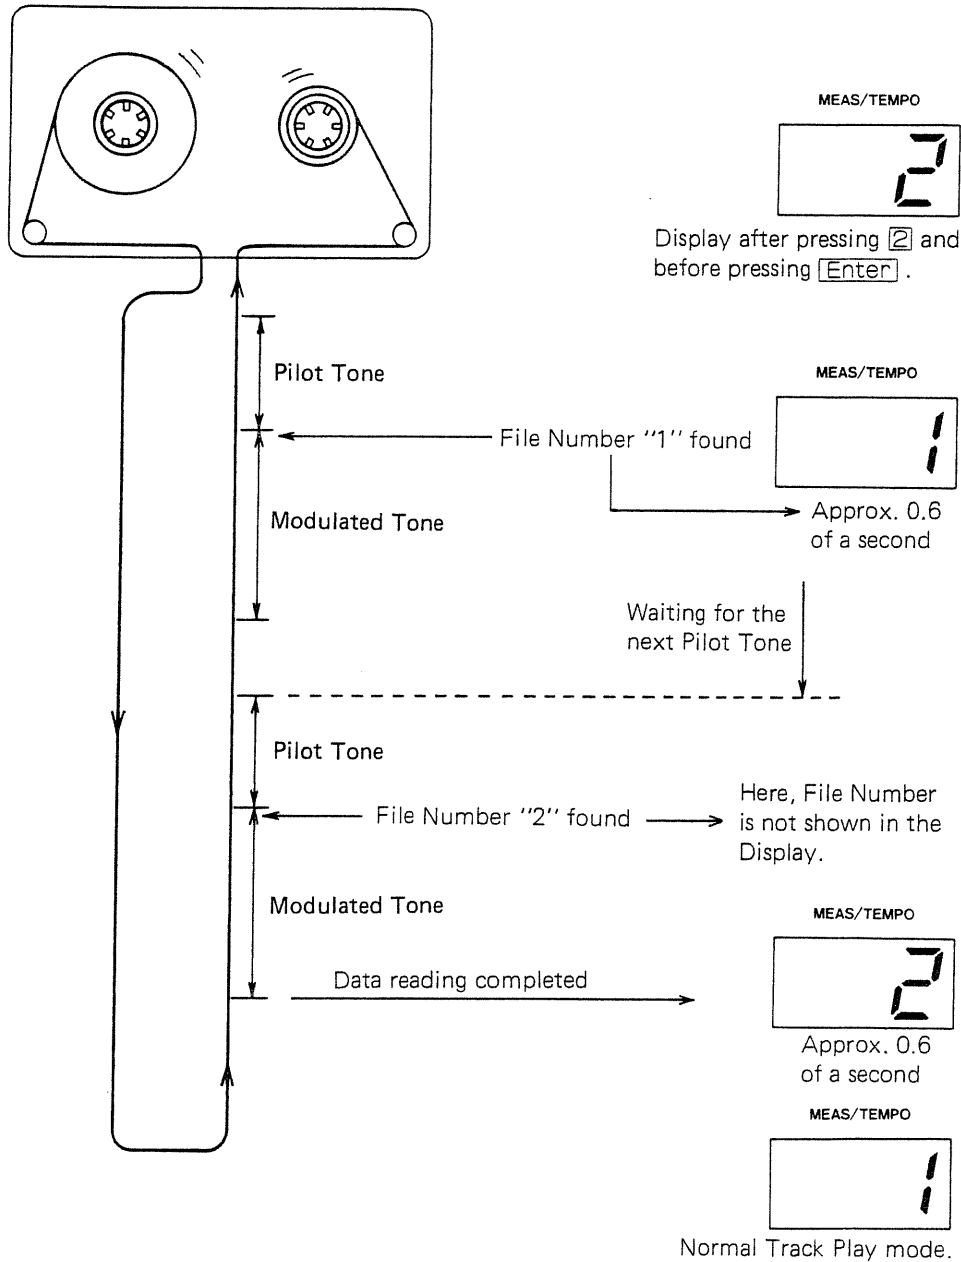 MEAS/TEMPO
2
Display after pressing 2 and
before pressing Enter .
Pilot Tone
MEAS/TEMPO
1
File Number "1" found
Modulated Tone
Approx. 0.6
of a second
Waiting for the
next Pilot Tone
Pilot Tone
File Number "2" found
Here, File Number
is not shown in the
Display.
Modulated Tone
MEAS/TEMPO
2
Data reading completed
Approx. 0.6
of a second
MEAS/TEMPO
1
Normal Track Play mode.